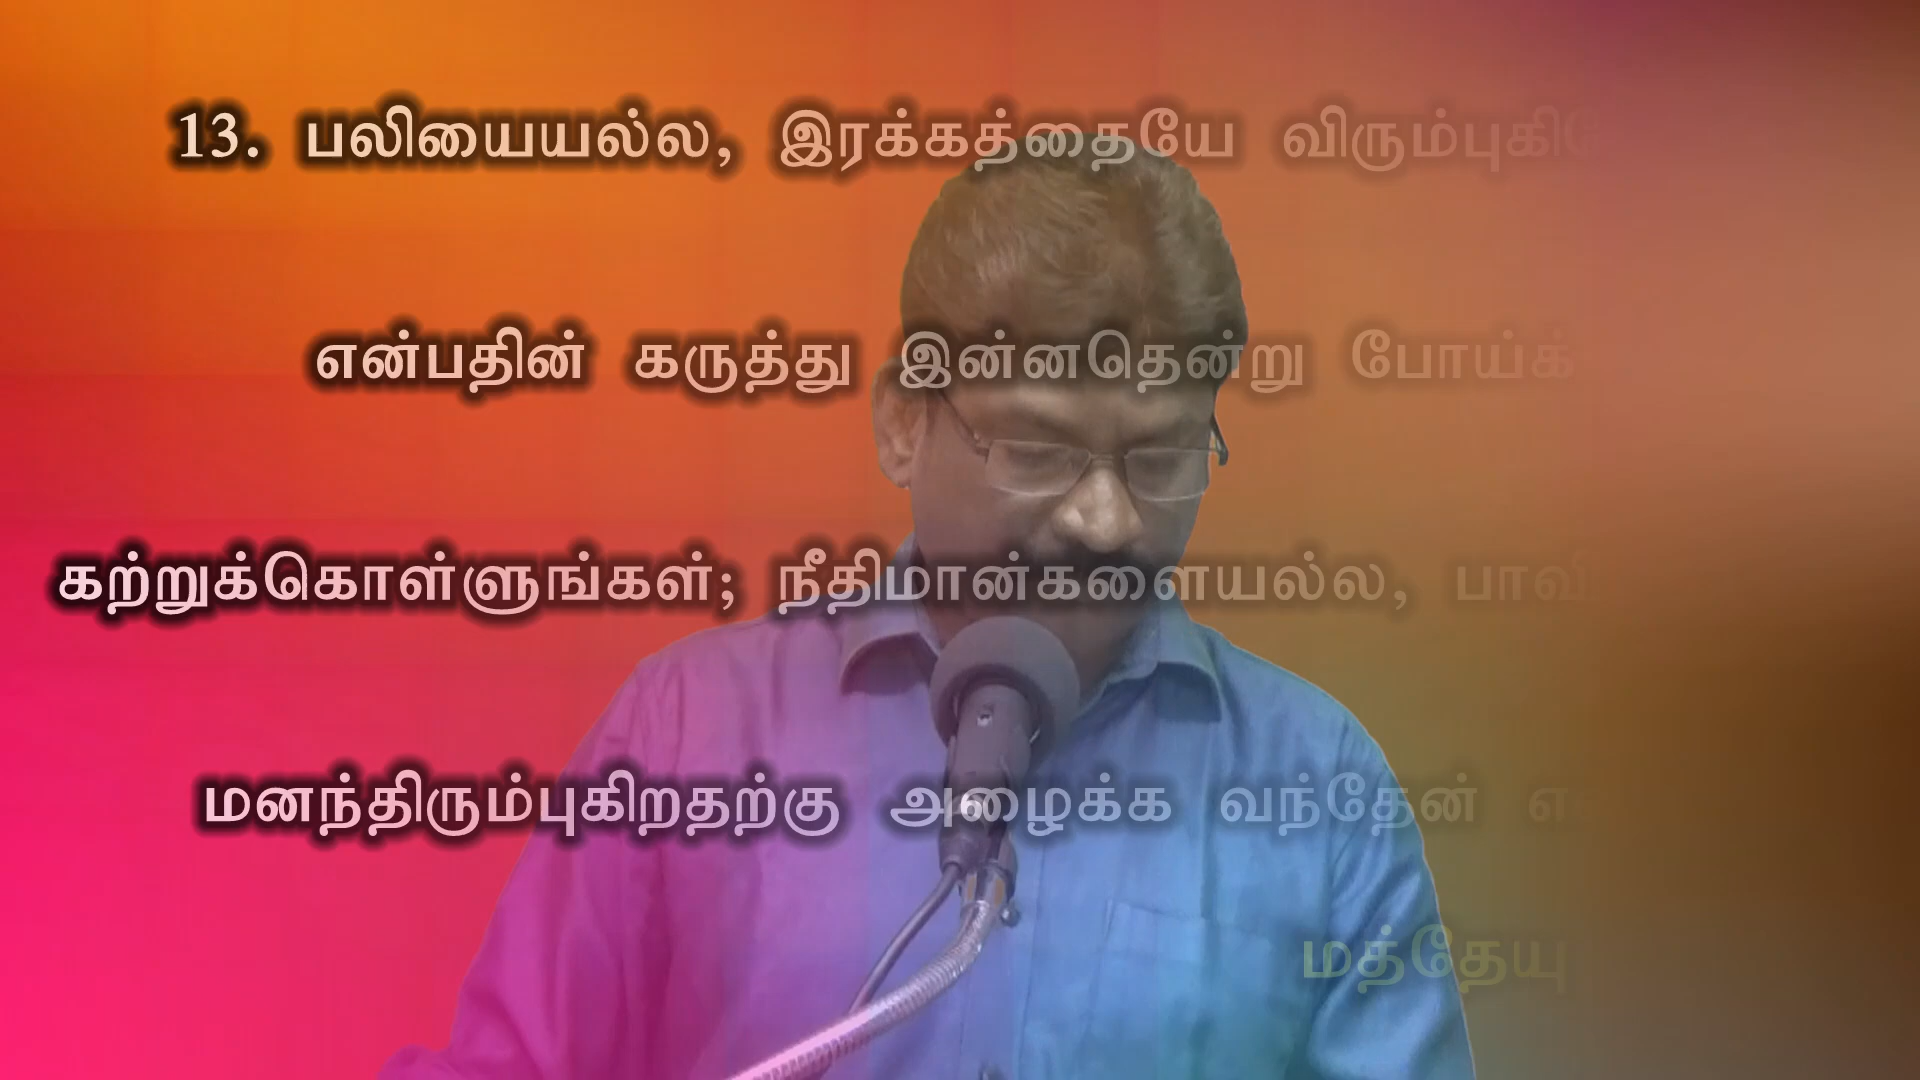 13. பலியையல்ல, இரக்கத்தையே
என்பதின் கருத்து இன்னதென்று
கற்றுக்கொள்ளுங்கள்; நீதிமான்களையல்ல,
மனந்திரும்புகிறதற்கு அழைக்க வந்தேன்
மத்தேயு